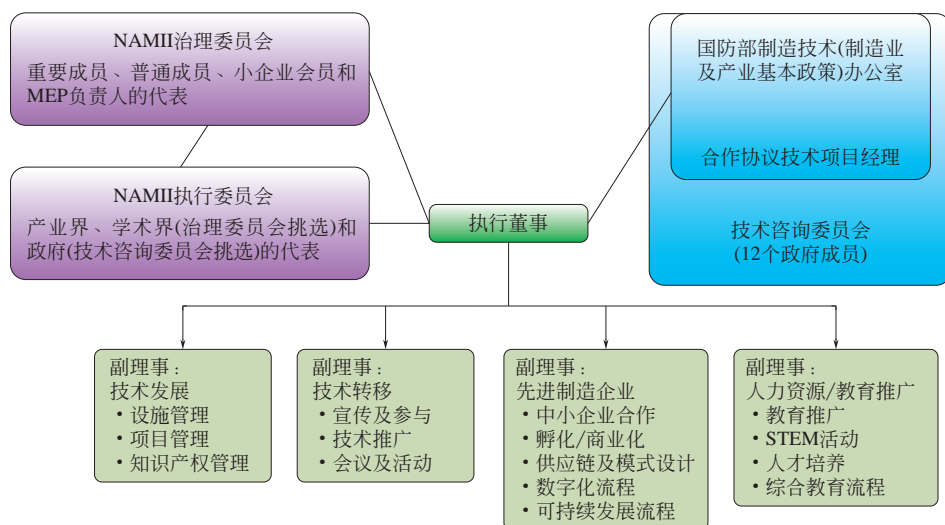 NAMII治理委员会
重要成员、普通成员、小企业会员和
MEP负责人的代表
NAMII执行委员会
产业界、学术界(治理委员会挑选)和
政府(技术咨询委员会挑选)的代表
执行董事
国防部制造技术(制造业
及产业基本政策)办公室
合作协议技术项目经理
技术咨询委员会
(12个政府成员)
副理事：
技术发展
・设施管理
・项目管理
・知识产权管理
副理事：
技术转移
・宣传及参与
・技术推广
・会议及活动
副理事：
先进制造企业
・中小企业合作
・孵化/商业化
・供应链及模式设计
・数字化流程
・可持续发展流程
副理事：
人力资源/教育推广
・教育推广
・STEM活动
・人才培养
・综合教育流程